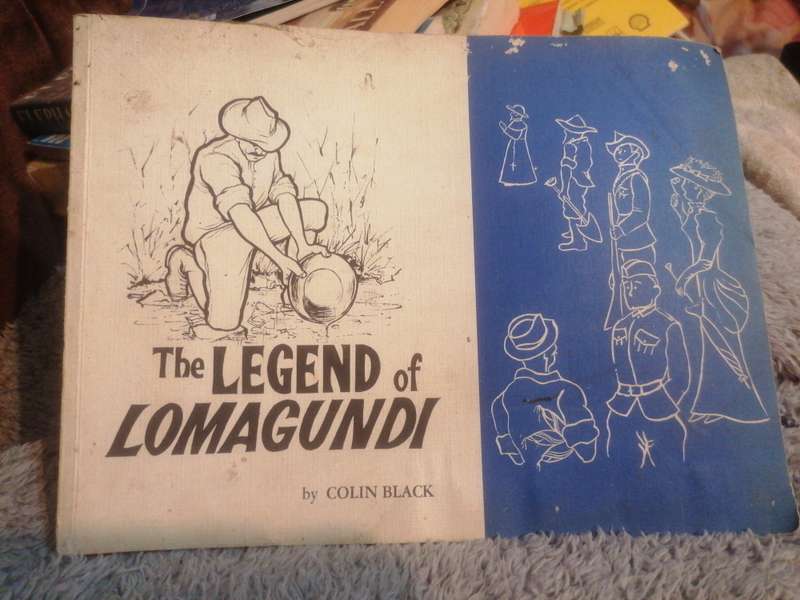 The LEGEND of
LOMAGUNDI
by COLIN BLACK